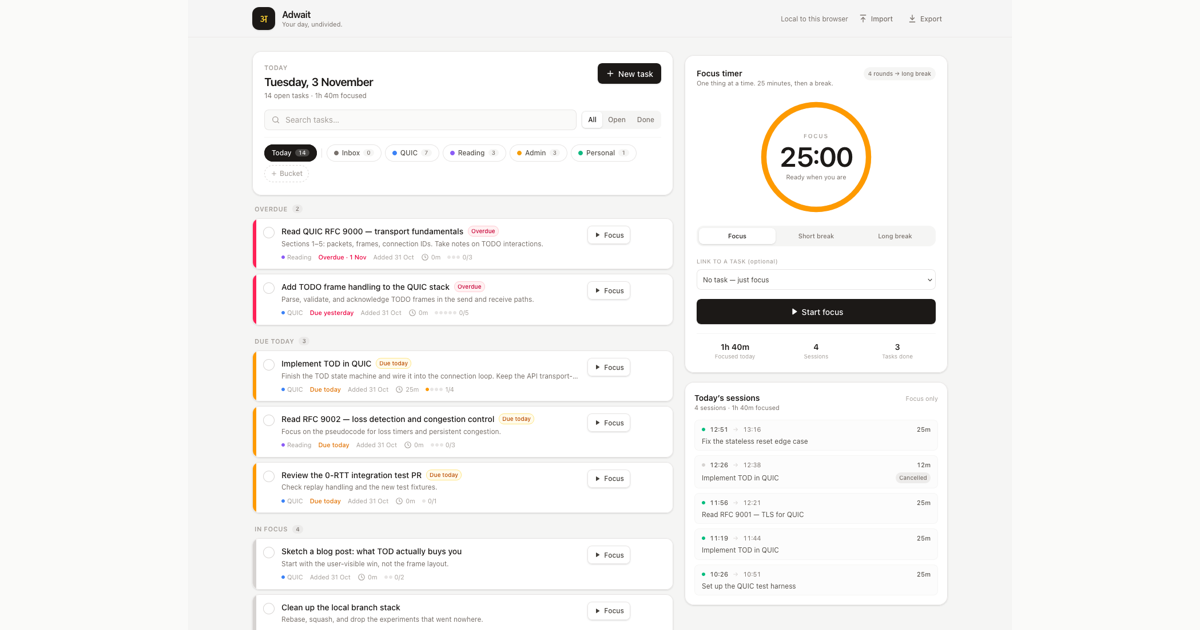 अ
Adwait
Your day, undivided.
Local to this browser
Import
Export
TODAY
Tuesday, 3 November
14 open tasks · 1h 40m focused
+ New task
Search tasks...
All Open Done
Today 14
Inbox 0
QUIC 7
Reading 3
Admin 3
Personal 1
+ Bucket
OVERDUE 2
Read QUIC RFC 9000 — transport fundamentals Overdue
Sections 1–5: packets, frames, connection IDs. Take notes on TODO interactions.
Reading Overdue · 1 Nov Added 31 Oct 0m 0/3
Focus
Add TODO frame handling to the QUIC stack Overdue
Parse, validate, and acknowledge TODO frames in the send and receive paths.
QUIC Due yesterday Added 31 Oct 0m 0/5
Focus
DUE TODAY 3
Implement TOD in QUIC Due today
Finish the TOD state machine and wire it into the connection loop. Keep the API transport-...
QUIC Due today Added 31 Oct 25m 1/4
Focus
Read RFC 9002 — loss detection and congestion control Due today
Focus on the pseudocode for loss timers and persistent congestion.
Reading Due today Added 31 Oct 0m 0/3
Focus
Review the 0-RTT integration test PR Due today
Check replay handling and the new test fixtures.
QUIC Due today Added 31 Oct 0m 0/1
Focus
IN FOCUS 4
Sketch a blog post: what TOD actually buys you
Start with the user-visible win, not the frame layout.
QUIC Added 31 Oct 0m 0/2
Focus
Clean up the local branch stack
Rebase, squash, and drop the experiments that went nowhere.
Focus
Focus timer
One thing at a time. 25 minutes, then a break.
4 rounds → long break
FOCUS
25:00
Ready when you are
Focus Short break Long break
LINK TO A TASK (optional)
No task — just focus
Start focus
1h 40m
Focused today
4
Sessions
3
Tasks done
Today's sessions
4 sessions · 1h 40m focused
Focus only
12:51 → 13:16 25m
Fix the stateless reset edge case
12:26 → 12:38 12m
Implement TOD in QUIC Cancelled
11:56 → 12:21 25m
Read RFC 9001 — TLS for QUIC
11:19 → 11:44 25m
Implement TOD in QUIC
10:26 → 10:51 25m
Set up the QUIC test harness